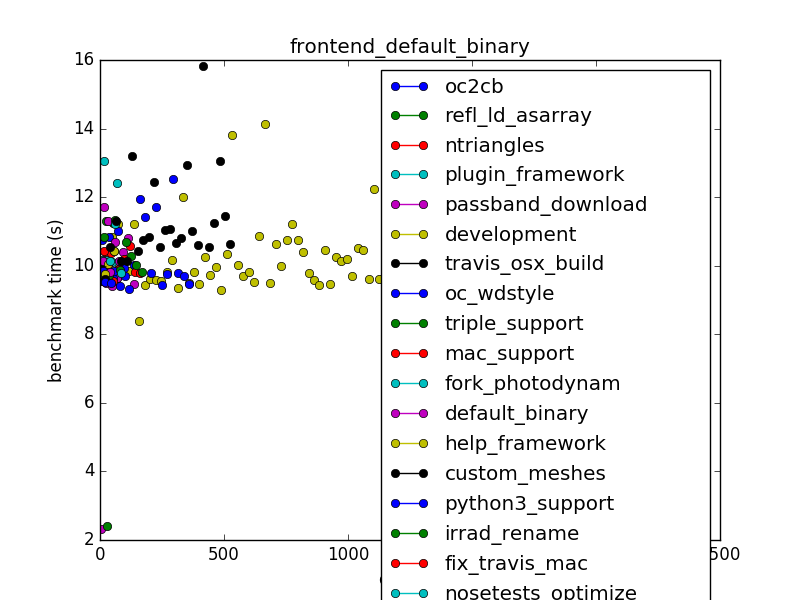 frontend_default_binary
benchmark time (s)
16
14
12
10
8
6
4
2
0
500
1000
500
oc2cb
refl_ld_asarray
ntriangles
plugin_framework
passband_download
development
travis_osx_build
oc_wdstyle
triple_support
mac_support
fork_photodynam
default_binary
help_framework
custom_meshes
python3_support
irrad_rename
fix_travis_mac
nosetests_optimize